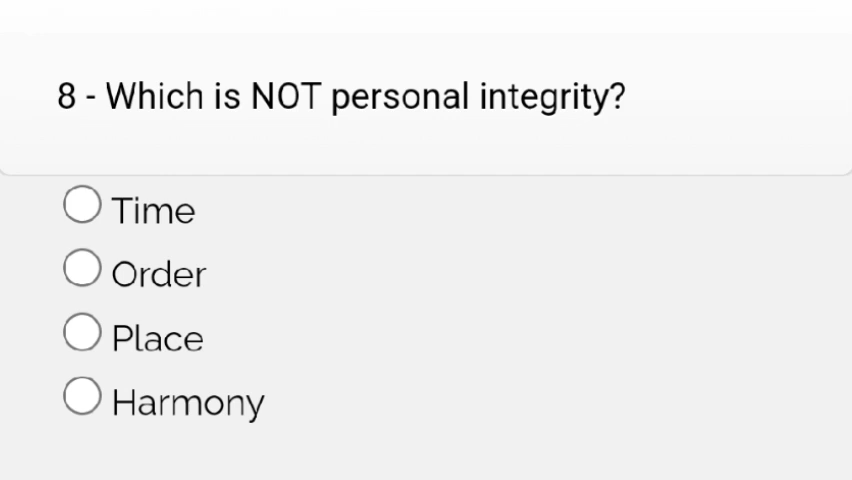 8 - Which is NOT personal integrity?
Time
Order
Place
Harmony